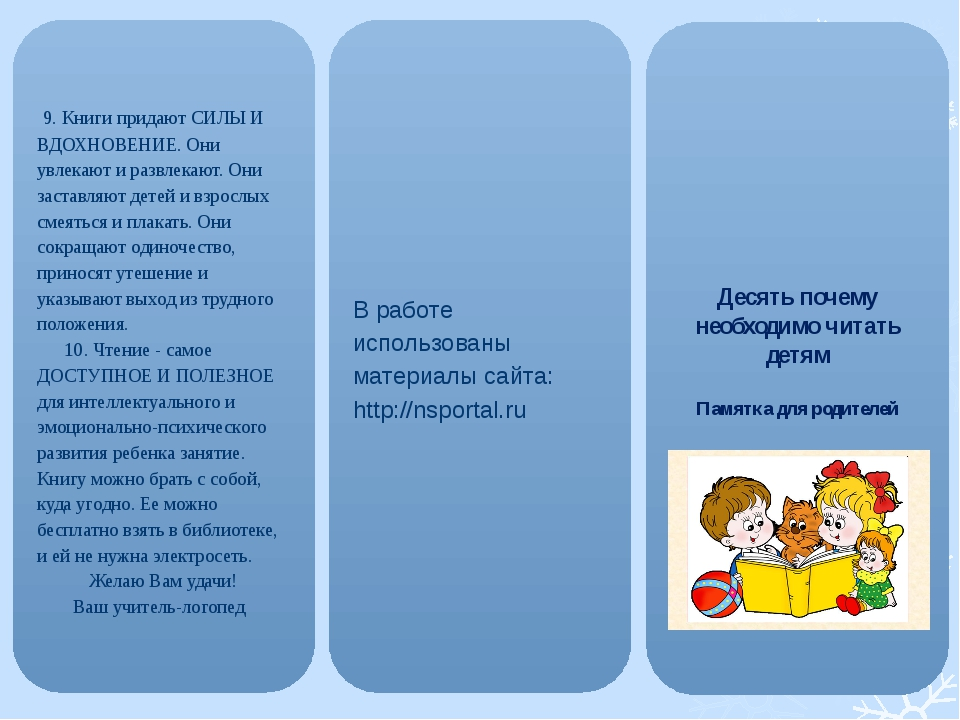 9. Книги придают СИЛЫ И
ВДОХНОВЕНИЕ. Они
увлекают и развлекают. Они
заставляют детей и взрослых
смеяться и плакать. Они
сокращают одиночество,
приносят утешение и
указывают выход из трудного
положения.
10. Чтение - самое
ДОСТУПНОЕ И ПОЛЕЗНОЕ
для интеллектуального и
эмоционально-психического
развития ребенка занятие.
Книгу можно брать с собой,
куда угодно. Ее можно
бесплатно взять в библиотеке,
и ей не нужна электросеть.
Желаю Вам удачи!
Ваш учитель-логопед
В работе
использованы
материалы сайта:
http://nsportal.ru
Десять почему
необходимо читать
детям
Памятка для родителей